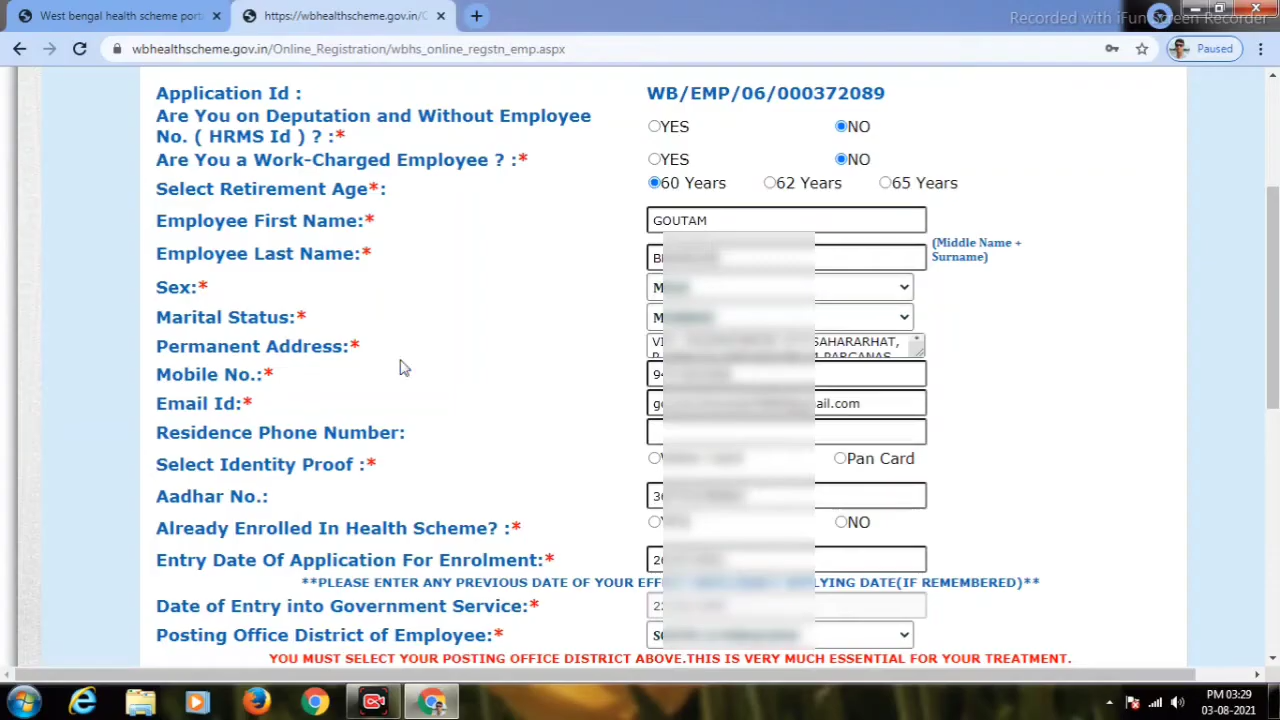 West bengal health scheme port
https://wbhealthscheme.gov.in/C
Recorded with iFun Screen Recorder
wbhealthscheme.gov.in/Online_Registration/wbhs_online_regstn_emp.aspx
Paused
Application Id : WB/EMP/06/000372089
Are You on Deputation and Without Employee
No. ( HRMS Id ) ? :* YES NO
Are You a Work-Charged Employee ? :* YES NO
Select Retirement Age*: 60 Years 62 Years 65 Years
Employee First Name:* GOUTAM
Employee Last Name:* B (Middle Name +
Surname)
Sex:* M
Marital Status:* M
Permanent Address:* SAHARARHAT,
PARGANAS
Mobile No.:* 94
Email Id:* g ail.com
Residence Phone Number:
Select Identity Proof :* Pan Card
Aadhar No.: 36
Already Enrolled In Health Scheme? :* NO
Entry Date Of Application For Enrolment:* 20
**PLEASE ENTER ANY PREVIOUS DATE OF YOUR EFF LYING DATE(IF REMEMBERED)**
Date of Entry into Government Service:* 22
Posting Office District of Employee:* SO
YOU MUST SELECT YOUR POSTING OFFICE DISTRICT ABOVE.THIS IS VERY MUCH ESSENTIAL FOR YOUR TREATMENT.
PM 03:29
03-08-2021